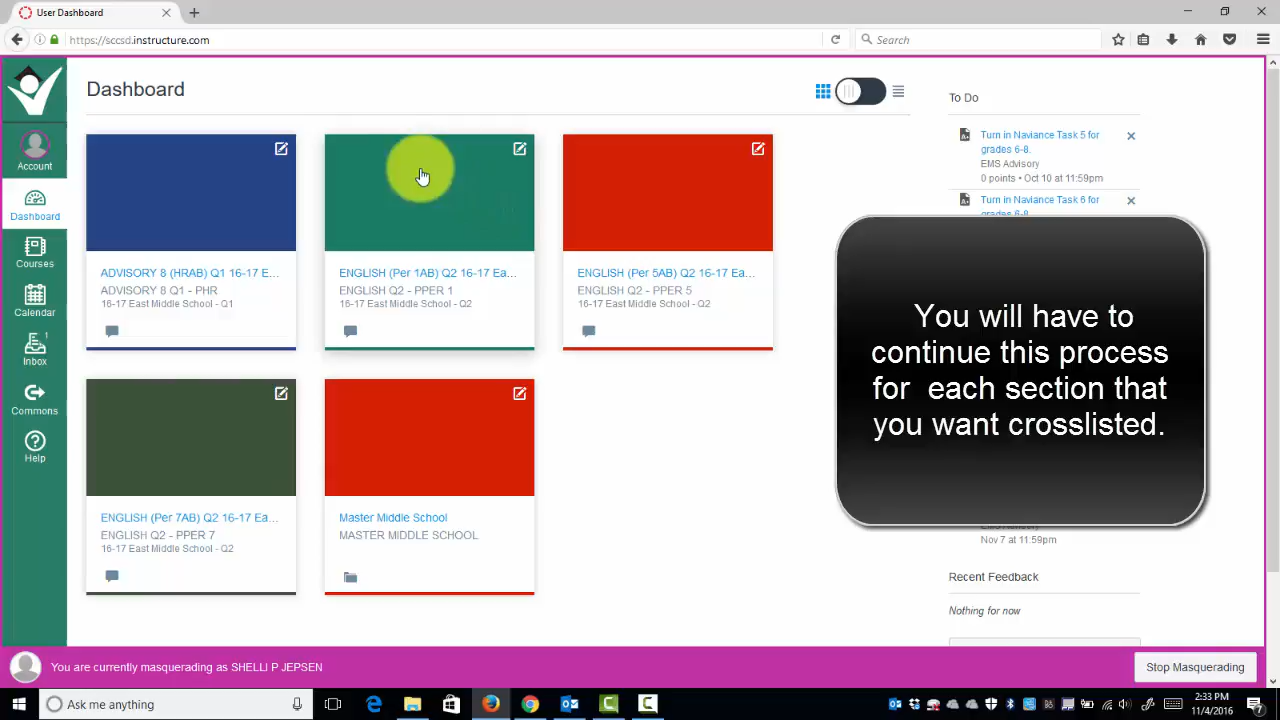 User Dashboard
https://sccsd.instructure.com
Search
Account
Dashboard
Courses
Calendar
1
Inbox
Commons
Help
Dashboard
ADVISORY 8 (HRAB) Q1 16-17 E...
ADVISORY 8 Q1 - PHR
16-17 East Middle School - Q1
ENGLISH (Per 1AB) Q2 16-17 Ea...
ENGLISH Q2 - PPER 1
16-17 East Middle School - Q2
ENGLISH (Per 5AB) Q2 16-17 Ea...
ENGLISH Q2 - PPER 5
16-17 East Middle School - Q2
ENGLISH (Per 7AB) Q2 16-17 Ea...
ENGLISH Q2 - PPER 7
16-17 East Middle School - Q2
Master Middle School
MASTER MIDDLE SCHOOL
To Do
Turn in Naviance Task 5 for
grades 6-8.
EMS Advisory
0 points • Oct 10 at 11:59pm
Turn in Naviance Task 6 for
grades 6-8
You will have to
continue this process
for each section that
you want crosslisted.
Nov 7 at 11:59pm
Recent Feedback
Nothing for now
You are currently masquerading as SHELLI P JEPSEN
Stop Masquerading
Ask me anything
2:33 PM
11/4/2016